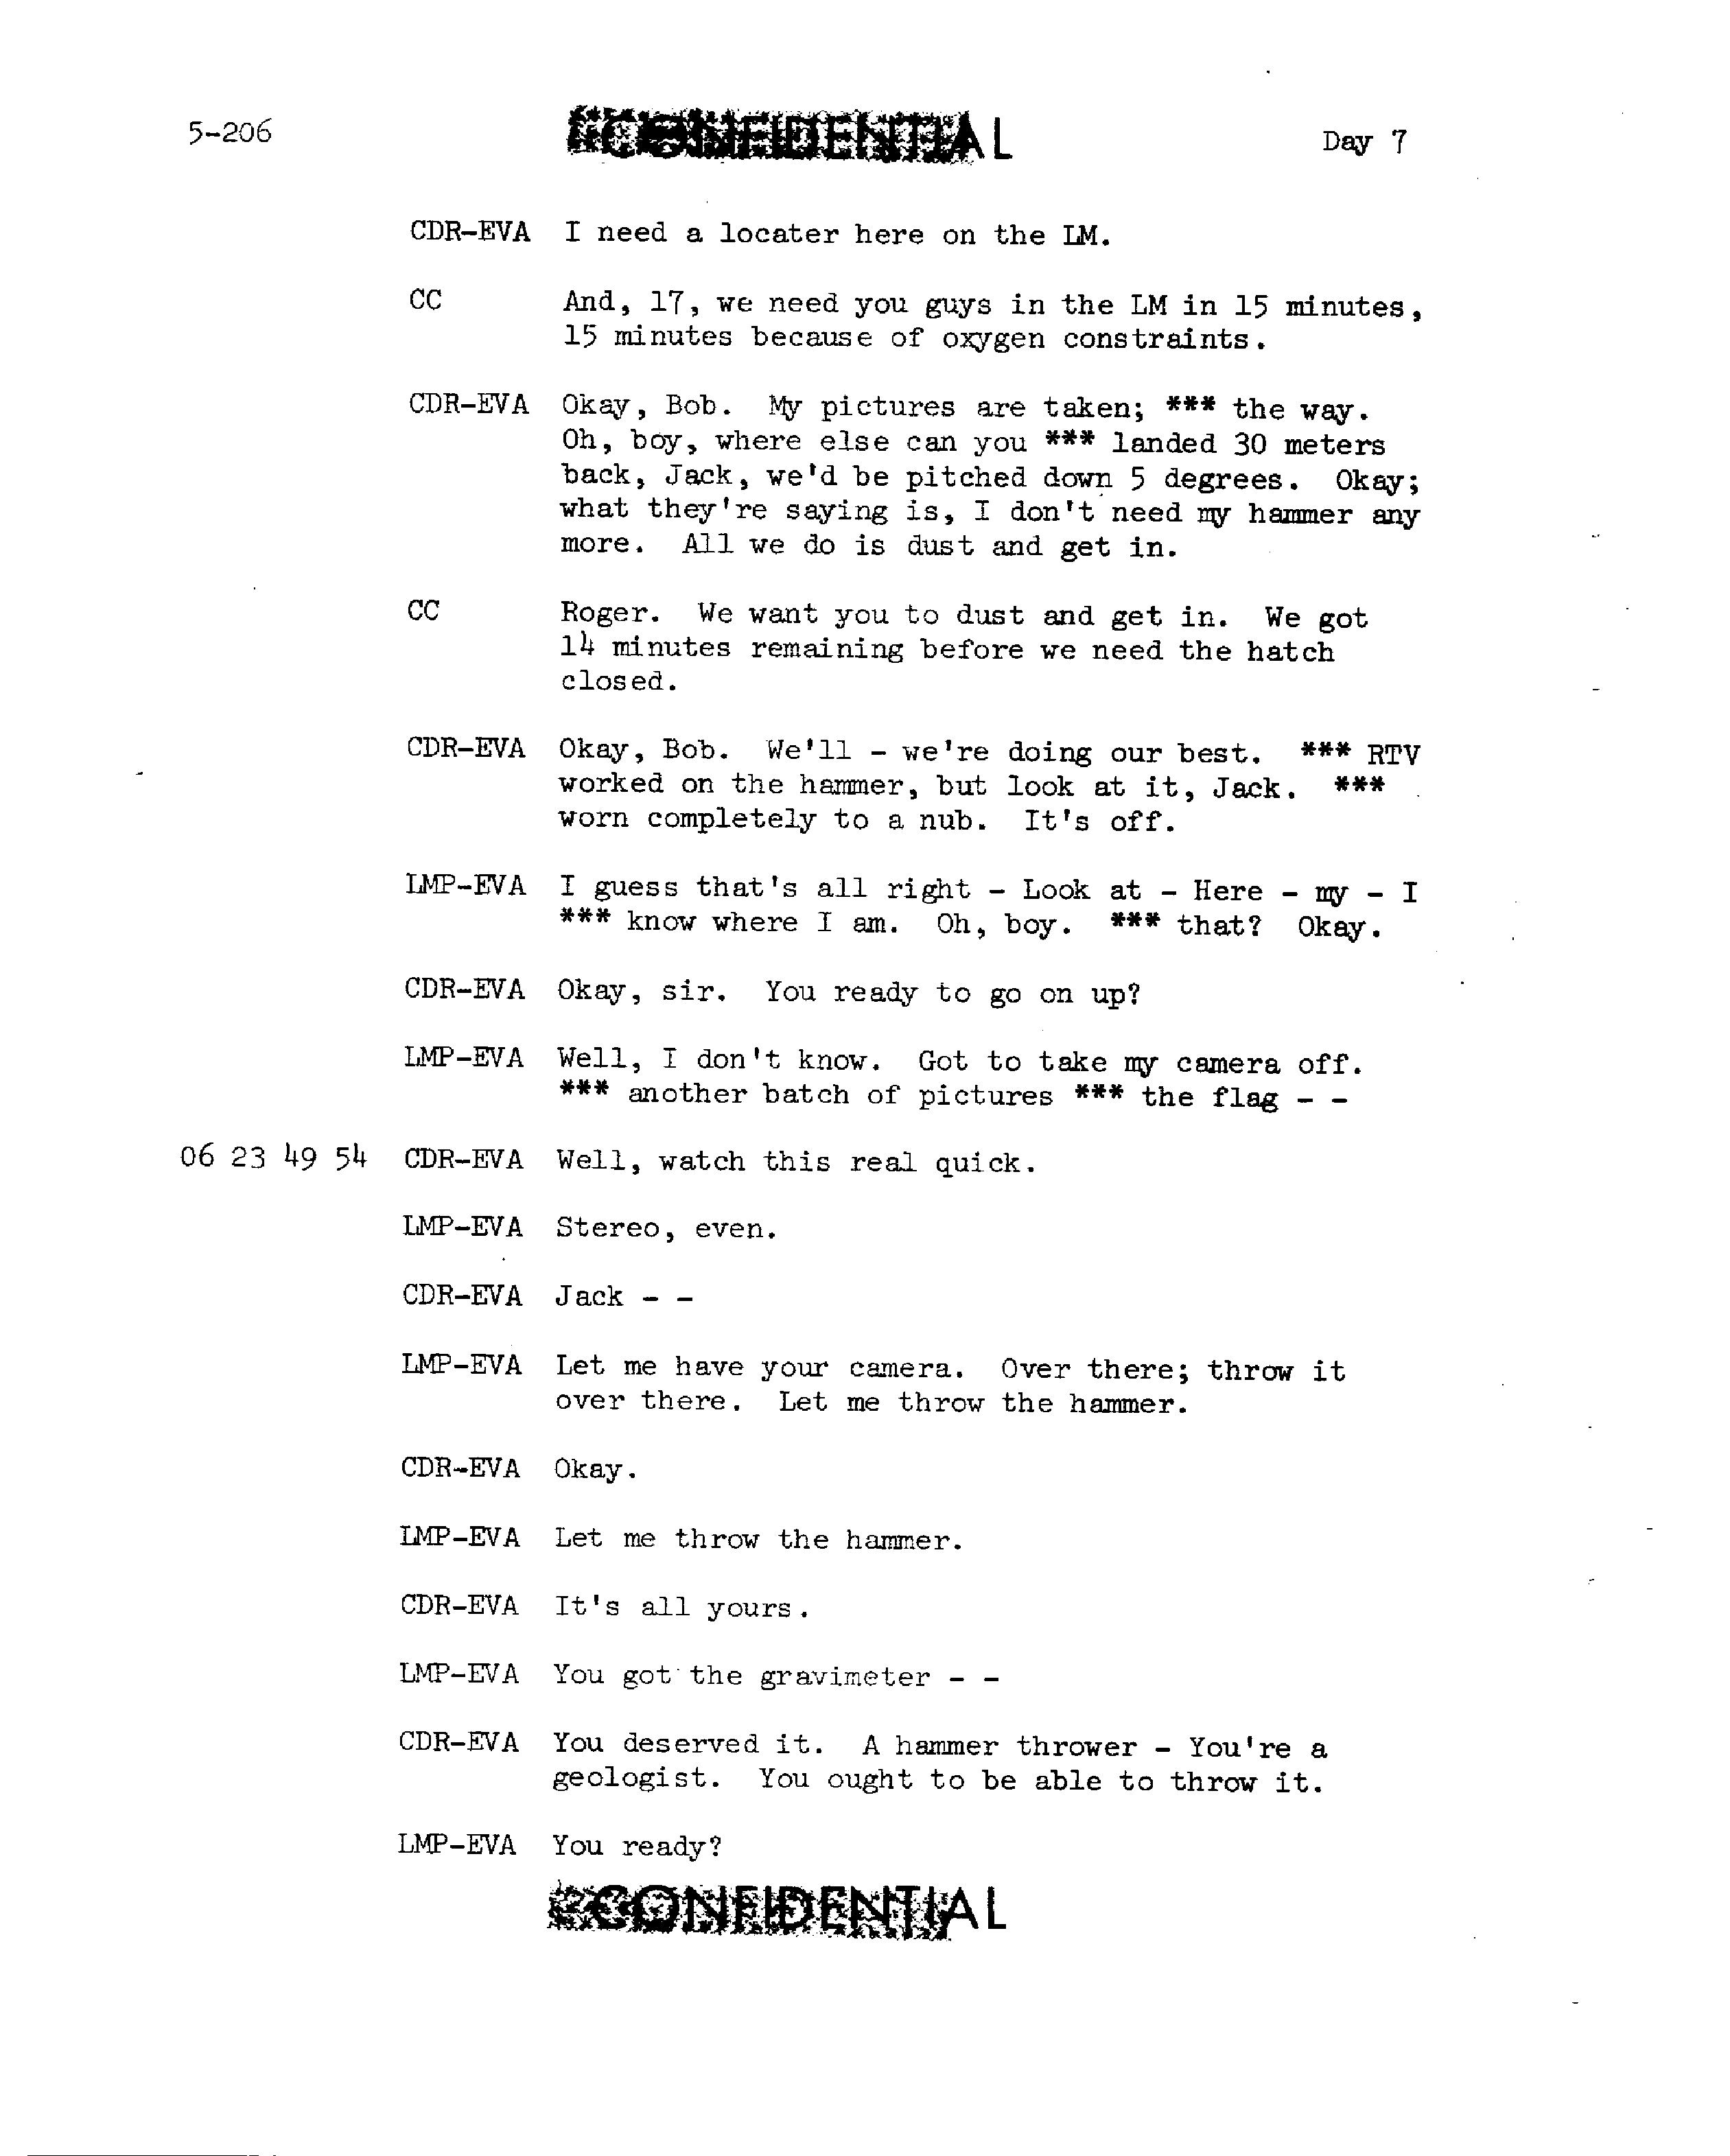 5-206 CONFIDENTIAL Day 7
CDR-EVA I need a locater here on the LM.
CC And, 17, we need you guys in the LM in 15 minutes,
15 minutes because of oxygen constraints.
CDR-EVA Okay, Bob. My pictures are taken; *** the way.
Oh, boy, where else can you *** landed 30 meters
back, Jack, we'd be pitched down 5 degrees. Okay;
what they're saying is, I don't need my hammer any
more. All we do is dust and get in.
CC Roger. We want you to dust and get in. We got
14 minutes remaining before we need the hatch
closed.
CDR-EVA Okay, Bob. We'll - we're doing our best. *** RTV
worked on the hammer, but look at it, Jack. ***
worn completely to a nub. It's off.
LMP-EVA I guess that's all right - Look at - Here - my - I
*** know where I am. Oh, boy. *** that? Okay.
CDR-EVA Okay, sir. You ready to go on up?
LMP-EVA Well, I don't know. Got to take my camera off.
*** another batch of pictures *** the flag - -
06 23 49 54 CDR-EVA Well, watch this real quick.
LMP-EVA Stereo, even.
CDR-EVA Jack - -
LMP-EVA Let me have your camera. Over there; throw it
over there. Let me throw the hammer.
CDR-EVA Okay.
LMP-EVA Let me throw the hammer.
CDR-EVA It's all yours.
LMP-EVA You got the gravimeter - -
CDR-EVA You deserved it. A hammer thrower - You're a
geologist. You ought to be able to throw it.
LMP-EVA You ready?
CONFIDENTIAL